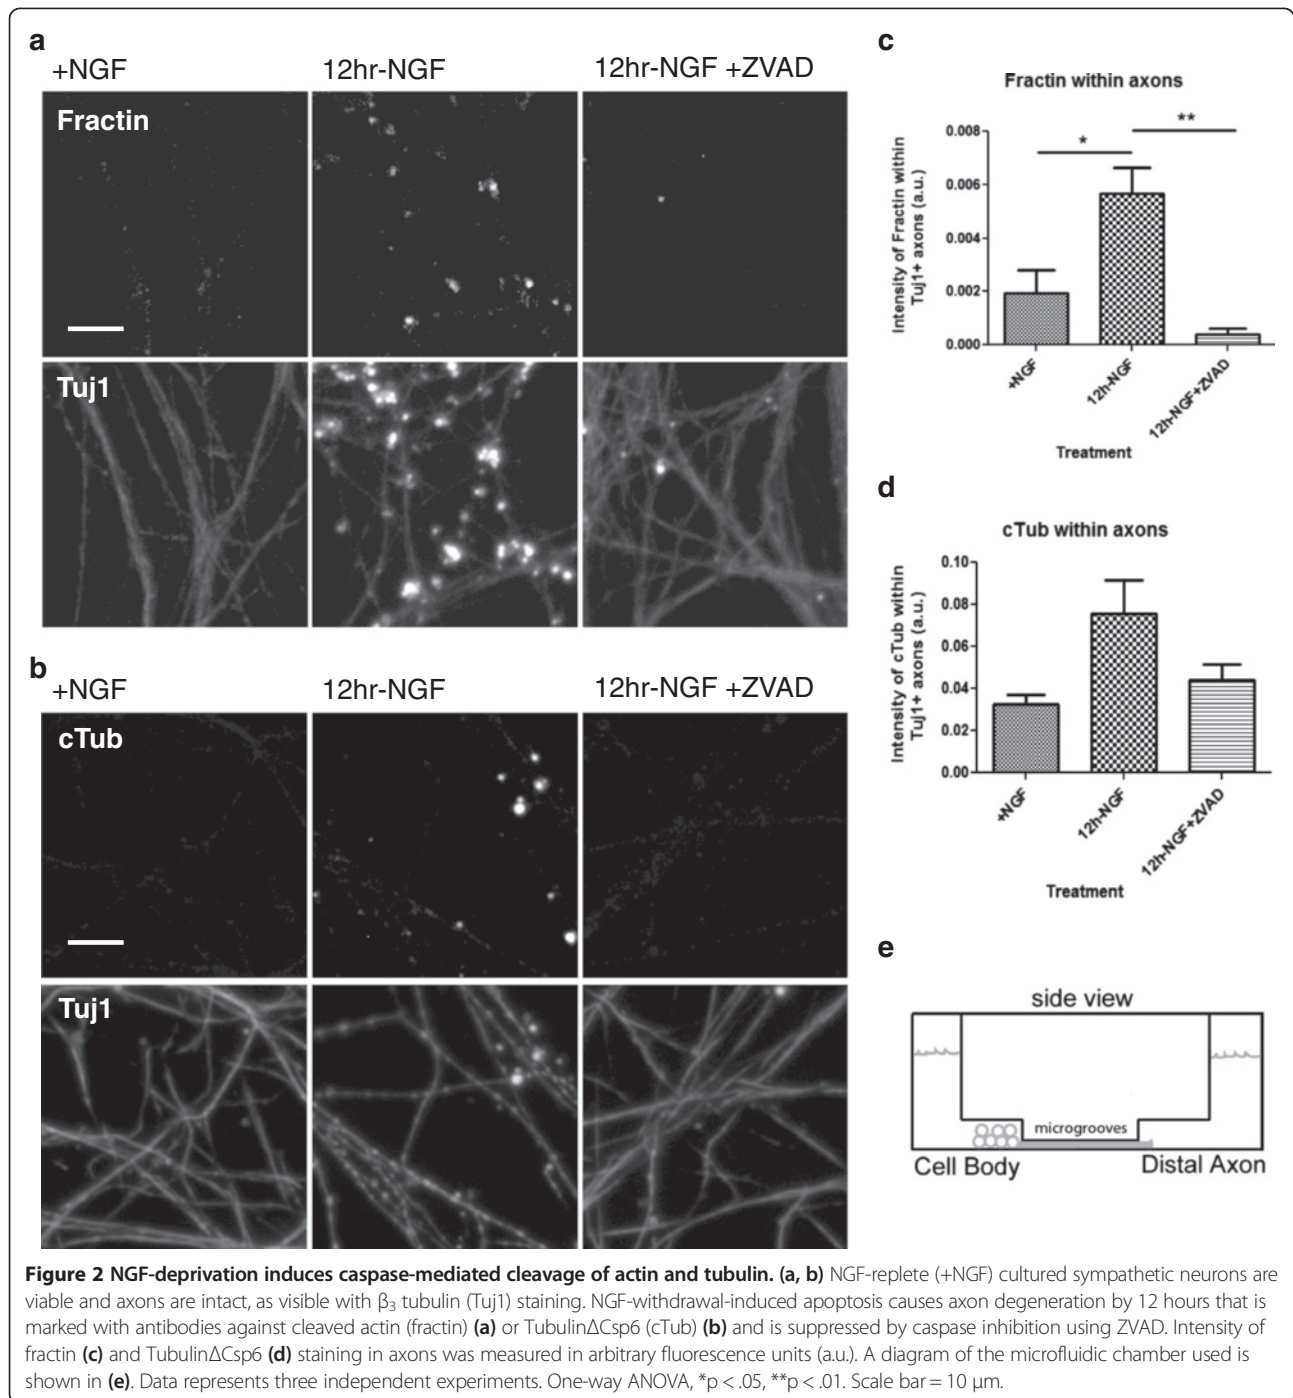 a
+NGF 12hr-NGF 12hr-NGF +ZVAD
Fractin
Tuj1
b
+NGF 12hr-NGF 12hr-NGF +ZVAD
cTub
Tuj1
c
Fractin within axons
Intensity of Fractin within
Tuj1+ axons (a.u.)
0.008
0.006
0.004
0.002
0.000
*
**
+NGF
12h-NGF
12h-NGF+ZVAD
Treatment
d
cTub within axons
Intensity of cTub within
Tuj1+ axons (a.u.)
0.10
0.08
0.06
0.04
0.02
0.00
+NGF
12h-NGF
12h-NGF+ZVAD
Treatment
e
side view
microgrooves
Cell Body
Distal Axon
Figure 2 NGF-deprivation induces caspase-mediated cleavage of actin and tubulin. (a, b) NGF-replete (+NGF) cultured sympathetic neurons are
viable and axons are intact, as visible with β₃ tubulin (Tuj1) staining. NGF-withdrawal-induced apoptosis causes axon degeneration by 12 hours that is
marked with antibodies against cleaved actin (fractin) (a) or TubulinΔCsp6 (cTub) (b) and is suppressed by caspase inhibition using ZVAD. Intensity of
fractin (c) and TubulinΔCsp6 (d) staining in axons was measured in arbitrary fluorescence units (a.u.). A diagram of the microfluidic chamber used is
shown in (e). Data represents three independent experiments. One-way ANOVA, *p < .05, **p < .01. Scale bar = 10 μm.